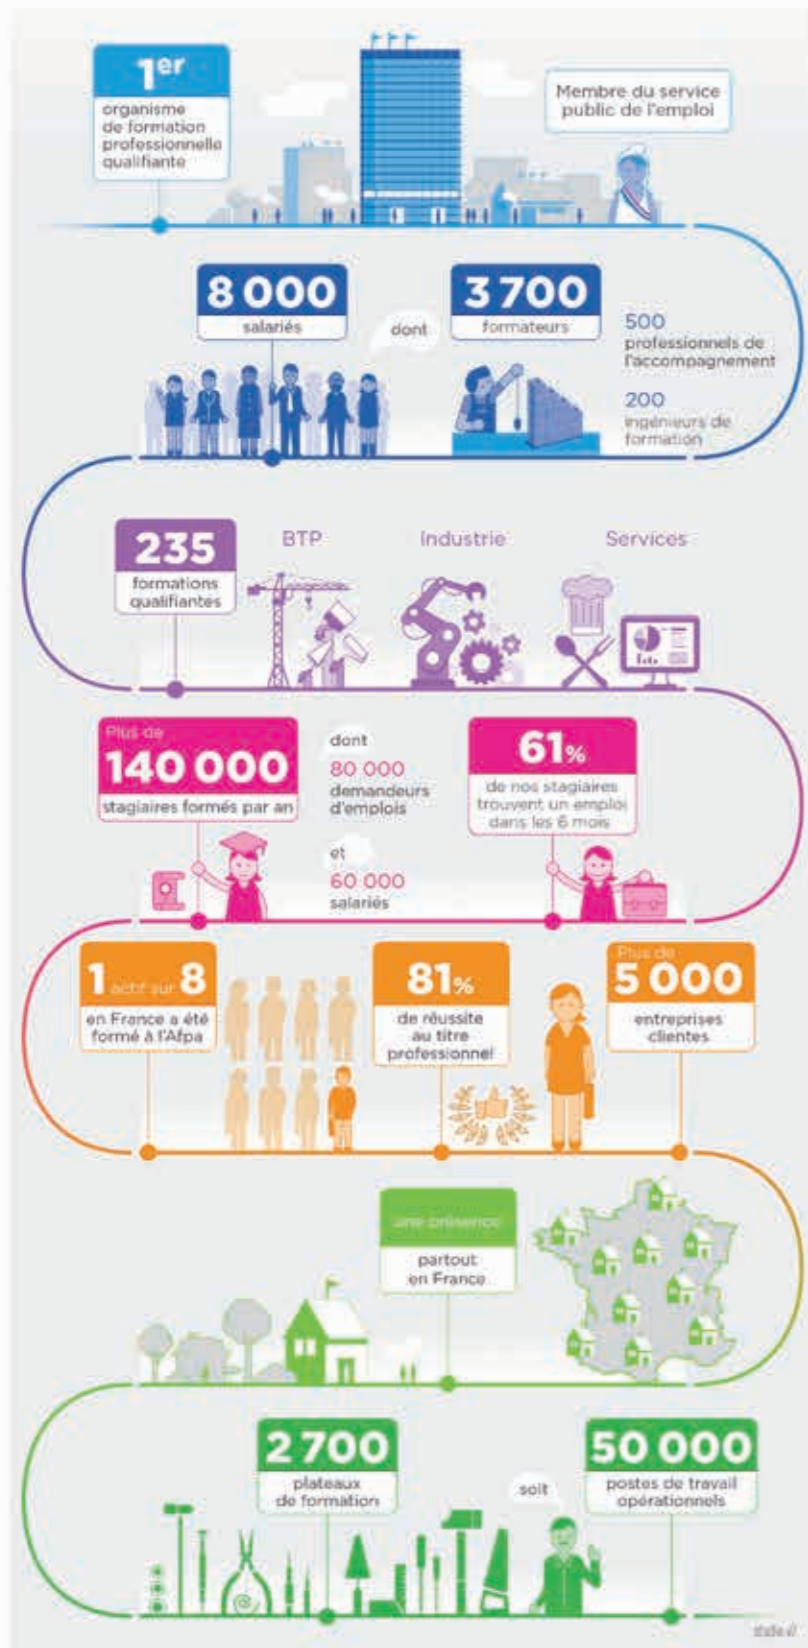 1er
organisme
de formation
professionnelle
qualifiante
Membre du service
public de l'emploi
8 000
salariés
dont
3 700
formateurs
500
professionnels de
l'accompagnement
200
ingénieurs de
formation
235
formations
qualifiantes
BTP
Industrie
Services
Plus de
140 000
stagiaires formés par an
dont
80 000
demandeurs
d'emplois
et
60 000
salariés
61%
de nos stagiaires
trouvent un emploi
dans les 6 mois
1 actif sur 8
en France a été
formé à l'Afpa
81%
de réussite
au titre
professionnel
Plus de
5 000
entreprises
clientes
une présence
partout
en France
2 700
plateaux
de formation
soit
50 000
postes de travail
opérationnels